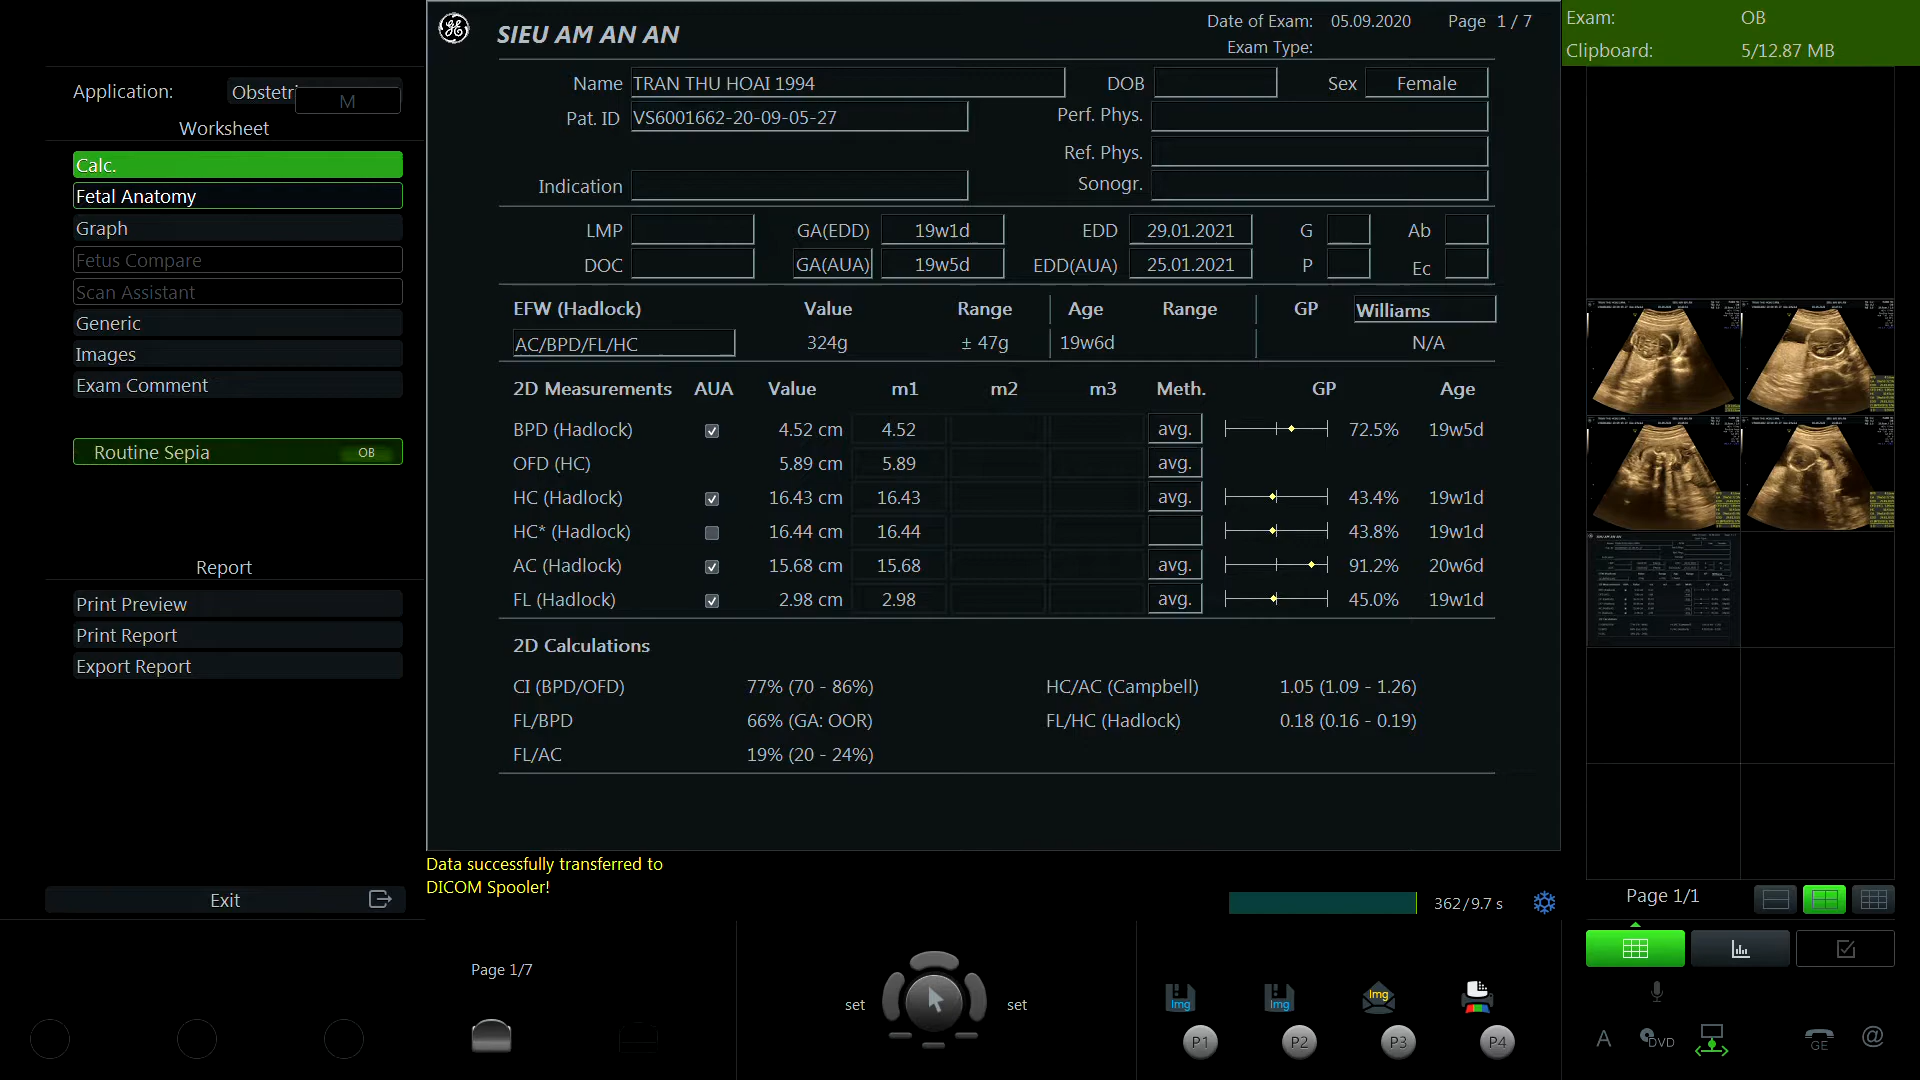 SIEU AM AN AN
Date of Exam: 05.09.2020 Page 1 / 7
Exam Type:
Exam: OB
Clipboard: 5/12.87 MB
Application: Obstetri
M
Worksheet
Calc.
Fetal Anatomy
Graph
Fetus Compare
Scan Assistant
Generic
Images
Exam Comment
Routine Sepia OB
Report
Print Preview
Print Report
Export Report
Exit
Name TRAN THU HOAI 1994 DOB Sex Female
Pat. ID VS6001662-20-09-05-27 Perf. Phys.
Ref. Phys.
Indication Sonogr.
LMP GA(EDD) 19w1d EDD 29.01.2021 G Ab
DOC GA(AUA) 19w5d EDD(AUA) 25.01.2021 P Ec
EFW (Hadlock) Value Range Age Range GP Williams
AC/BPD/FL/HC 324g ± 47g 19w6d N/A
2D Measurements AUA Value m1 m2 m3 Meth. GP Age
BPD (Hadlock) 4.52 cm 4.52 avg. 72.5% 19w5d
OFD (HC) 5.89 cm 5.89 avg.
HC (Hadlock) 16.43 cm 16.43 avg. 43.4% 19w1d
HC* (Hadlock) 16.44 cm 16.44 43.8% 19w1d
AC (Hadlock) 15.68 cm 15.68 avg. 91.2% 20w6d
FL (Hadlock) 2.98 cm 2.98 avg. 45.0% 19w1d
2D Calculations
CI (BPD/OFD) 77% (70 - 86%) HC/AC (Campbell) 1.05 (1.09 - 1.26)
FL/BPD 66% (GA: OOR) FL/HC (Hadlock) 0.18 (0.16 - 0.19)
FL/AC 19% (20 - 24%)
Data successfully transferred to
DICOM Spooler!
362/9.7 s
Page 1/1
Page 1/7
set set
Img Img Img
P1 P2 P3 P4
A DVD GE @